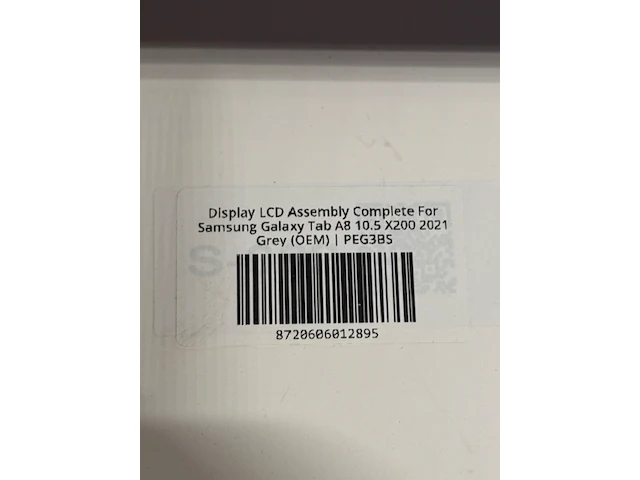 Display LCD Assembly Complete For
Samsung Galaxy Tab A8 10.5 X200 2021
Grey (OEM) | PEG3BS
8720606012895